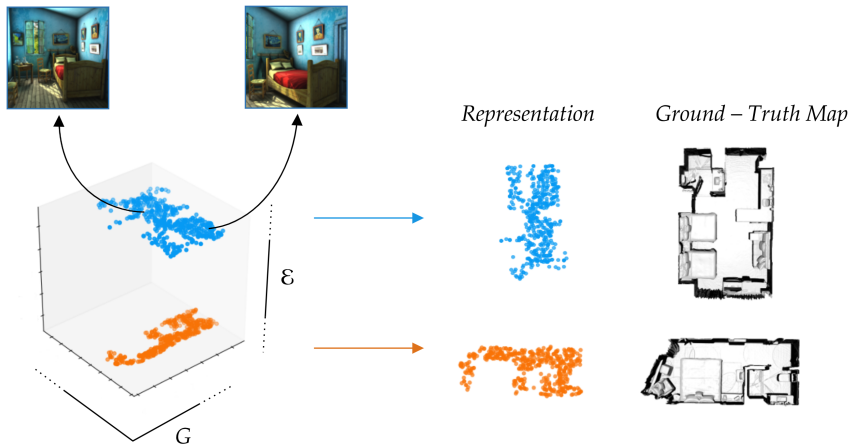 Representation
Ground – Truth Map
ℰ
G